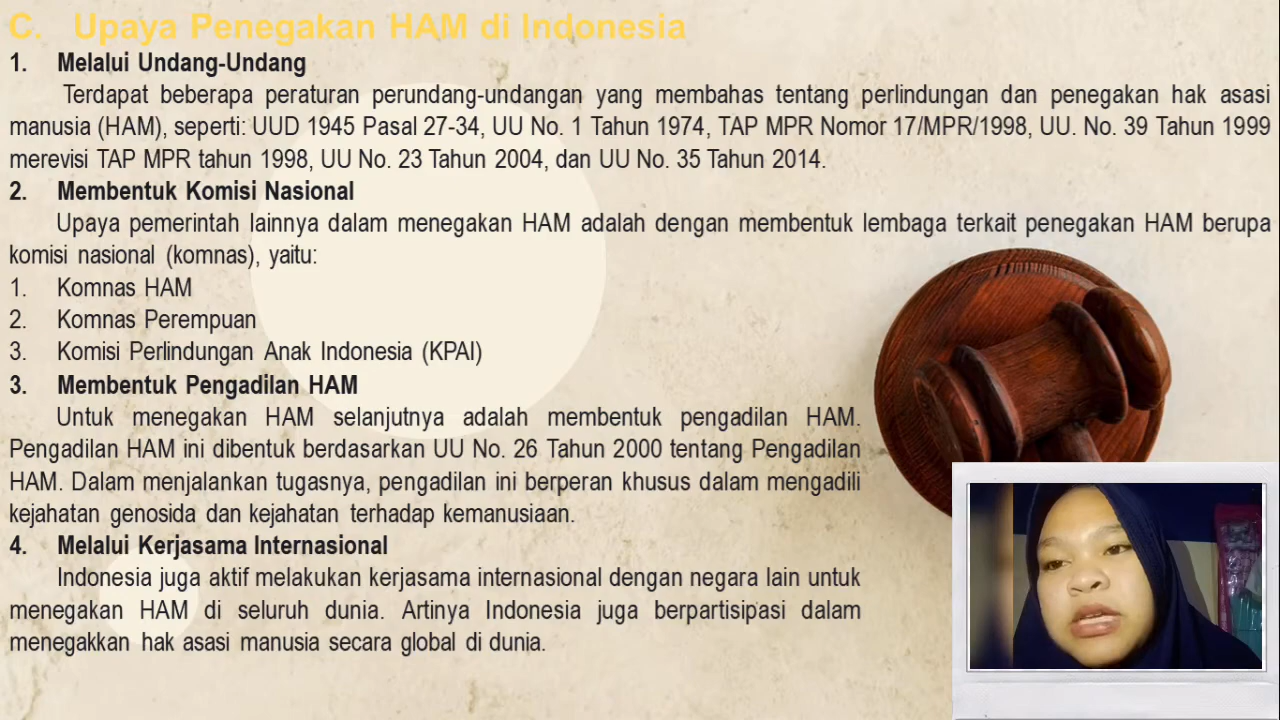 C. Upaya Penegakan HAM di Indonesia
1. Melalui Undang-Undang
Terdapat beberapa peraturan perundang-undangan yang membahas tentang perlindungan dan penegakan hak asasi
manusia (HAM), seperti: UUD 1945 Pasal 27-34, UU No. 1 Tahun 1974, TAP MPR Nomor 17/MPR/1998, UU. No. 39 Tahun 1999
merevisi TAP MPR tahun 1998, UU No. 23 Tahun 2004, dan UU No. 35 Tahun 2014.
2. Membentuk Komisi Nasional
Upaya pemerintah lainnya dalam menegakan HAM adalah dengan membentuk lembaga terkait penegakan HAM berupa
komisi nasional (komnas), yaitu:
1. Komnas HAM
2. Komnas Perempuan
3. Komisi Perlindungan Anak Indonesia (KPAI)
3. Membentuk Pengadilan HAM
Untuk menegakan HAM selanjutnya adalah membentuk pengadilan HAM.
Pengadilan HAM ini dibentuk berdasarkan UU No. 26 Tahun 2000 tentang Pengadilan
HAM. Dalam menjalankan tugasnya, pengadilan ini berperan khusus dalam mengadili
kejahatan genosida dan kejahatan terhadap kemanusiaan.
4. Melalui Kerjasama Internasional
Indonesia juga aktif melakukan kerjasama internasional dengan negara lain untuk
menegakan HAM di seluruh dunia. Artinya Indonesia juga berpartisipasi dalam
menegakkan hak asasi manusia secara global di dunia.